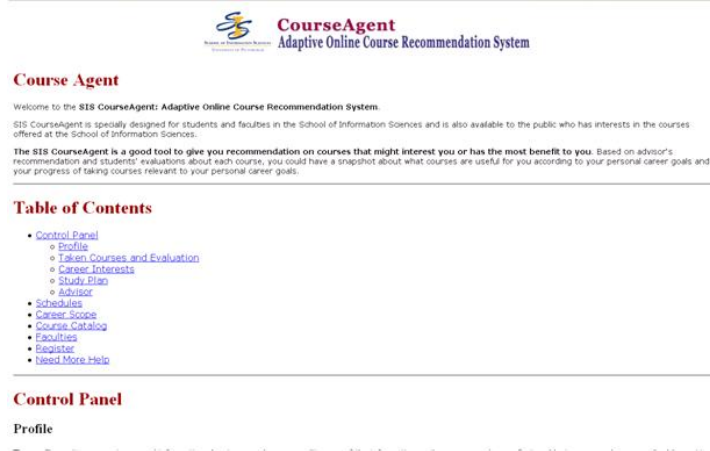 CourseAgent
SCHOOL OF INFORMATION SCIENCES
UNIVERSITY OF PITTSBURGH
Adaptive Online Course Recommendation System
Course Agent
Welcome to the SIS CourseAgent: Adaptive Online Course Recommendation System.
SIS CourseAgent is specially designed for students and faculties in the School of Information Sciences and is also available to the public who has interests in the courses
offered at the School of Information Sciences.
The SIS CourseAgent is a good tool to give you recommendation on courses that might interest you or has the most benefit to you. Based on advisor's
recommendation and students' evaluations about each course, you could have a snapshot about what courses are useful for you according to your personal career goals and
your progress of taking courses relevant to your personal career goals.
Table of Contents
Control Panel
Profile
Taken Courses and Evaluation
Career Interests
Study Plan
Advisor
Schedules
Career Scope
Course Catalog
Faculties
Register
Need More Help
Control Panel
Profile